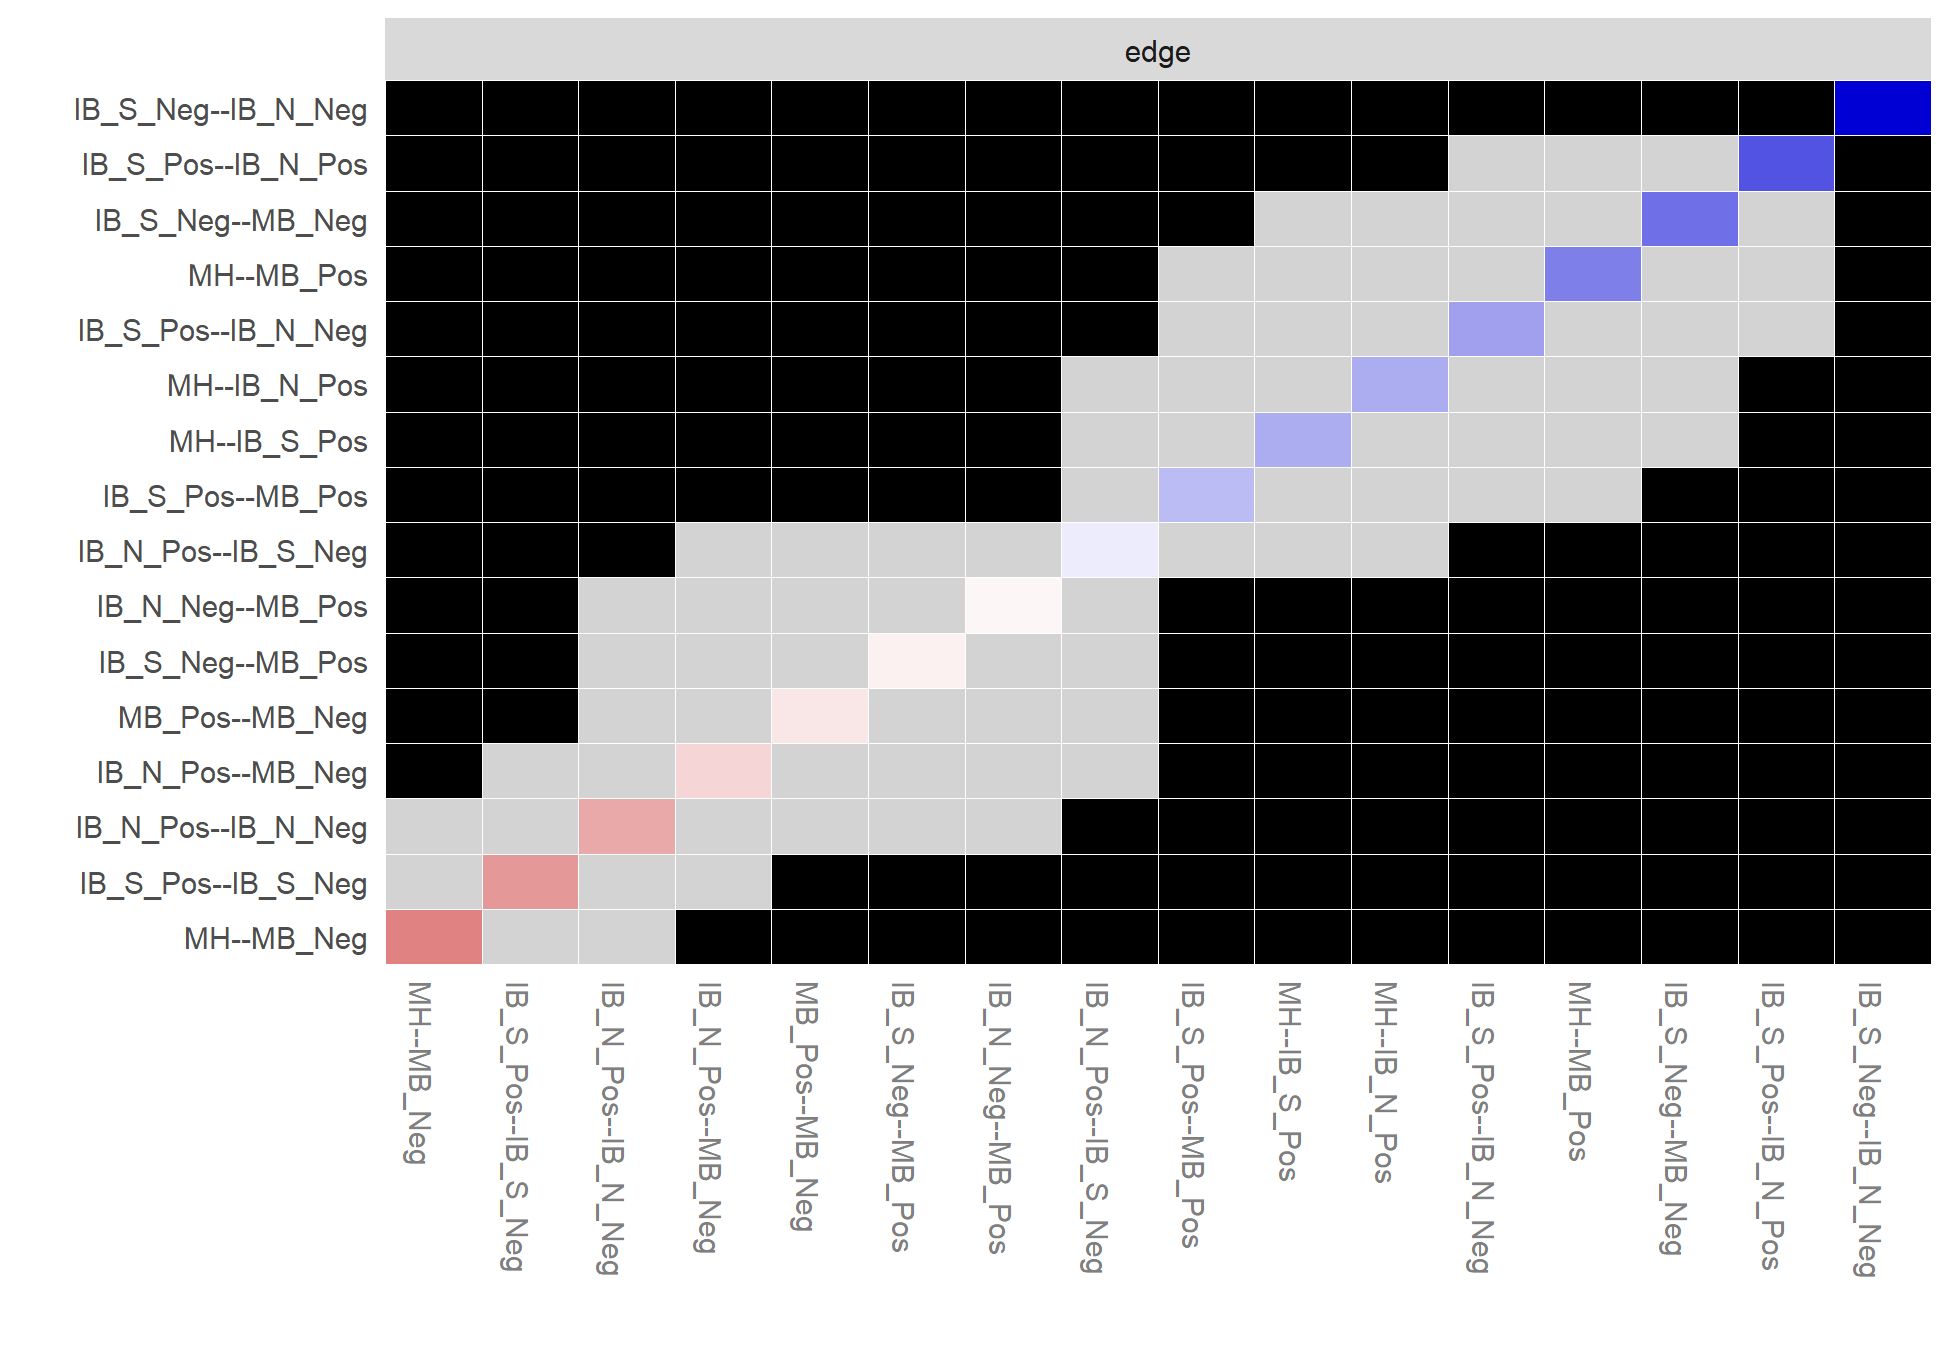 edge
IB_S_Neg--IB_N_Neg
IB_S_Pos--IB_N_Pos
IB_S_Neg--MB_Neg
MH--MB_Pos
IB_S_Pos--IB_N_Neg
MH--IB_N_Pos
MH--IB_S_Pos
IB_S_Pos--MB_Pos
IB_N_Pos--IB_S_Neg
IB_N_Neg--MB_Pos
IB_S_Neg--MB_Pos
MB_Pos--MB_Neg
IB_N_Pos--MB_Neg
IB_N_Pos--IB_N_Neg
IB_S_Pos--IB_S_Neg
MH--MB_Neg
MH--MB_Neg
IB_S_Pos--IB_S_Neg
IB_N_Pos--IB_N_Neg
IB_N_Pos--MB_Neg
MB_Pos--MB_Neg
IB_S_Neg--MB_Pos
IB_N_Neg--MB_Pos
IB_N_Pos--IB_S_Neg
IB_S_Pos--MB_Pos
MH--IB_S_Pos
MH--IB_N_Pos
IB_S_Pos--IB_N_Neg
MH--MB_Pos
IB_S_Neg--MB_Neg
IB_S_Pos--IB_N_Pos
IB_S_Neg--IB_N_Neg